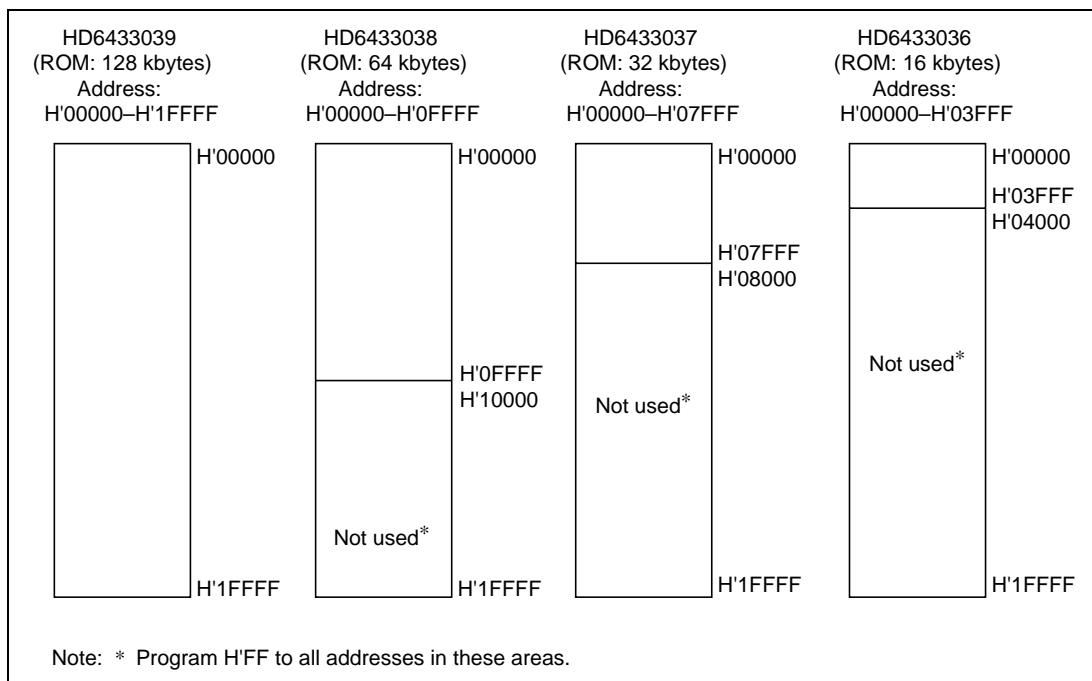 HD6433039
(ROM: 128 kbytes)
Address:
H'00000–H'1FFFF
H'00000
H'1FFFF
HD6433038
(ROM: 64 kbytes)
Address:
H'00000–H'0FFFF
H'00000
H'0FFFF
H'10000
Not used*
H'1FFFF
HD6433037
(ROM: 32 kbytes)
Address:
H'00000–H'07FFF
H'00000
H'07FFF
H'08000
Not used*
H'1FFFF
HD6433036
(ROM: 16 kbytes)
Address:
H'00000–H'03FFF
H'00000
H'03FFF
H'04000
Not used*
H'1FFFF
Note: * Program H'FF to all addresses in these areas.